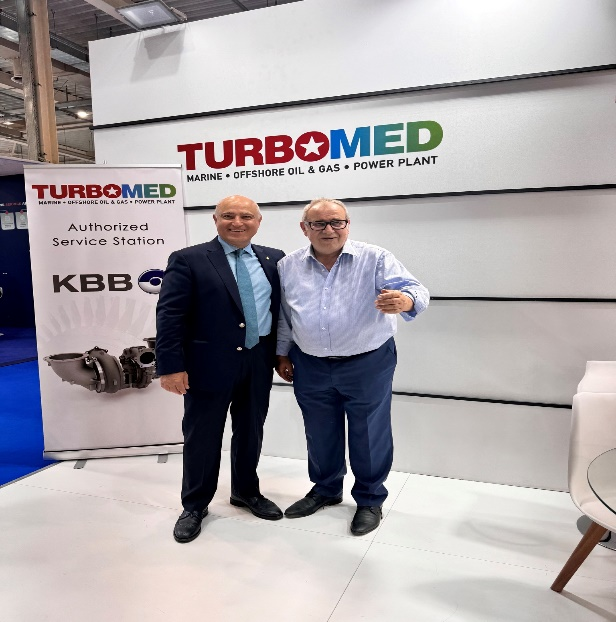 TURBOMED
MARINE • OFFSHORE OIL & GAS • POWER PLANT
TURBOMED
MARINE • OFFSHORE OIL & GAS • POWER PLANT
Authorized
Service Station
KBB